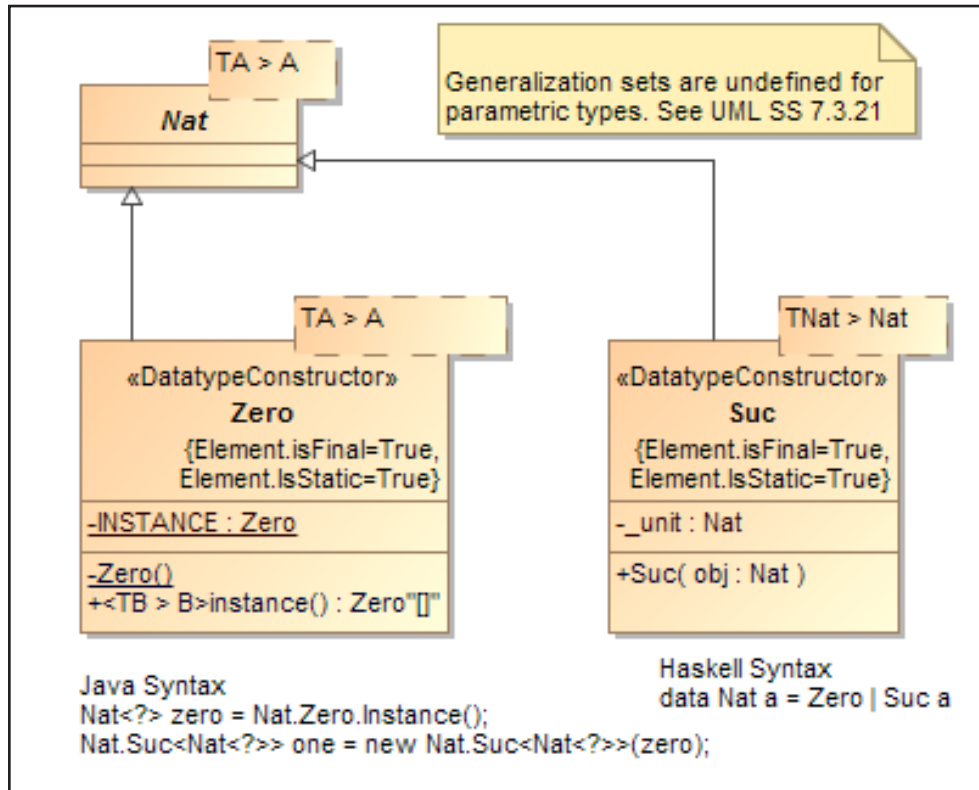 TA > A
Nat
Generalization sets are undefined for
parametric types. See UML SS 7.3.21
TA > A
«DatatypeConstructor»
Zero
{Element.isFinal=True,
Element.IsStatic=True}
-INSTANCE : Zero
-Zero()
+<TB > B>instance() : Zero"[]"
TNat > Nat
«DatatypeConstructor»
Suc
{Element.isFinal=True,
Element.IsStatic=True}
-_unit : Nat
+Suc( obj : Nat )
Java Syntax
Nat<?> zero = Nat.Zero.Instance();
Nat.Suc<Nat<?>> one = new Nat.Suc<Nat<?>>(zero);
Haskell Syntax
data Nat a = Zero | Suc a